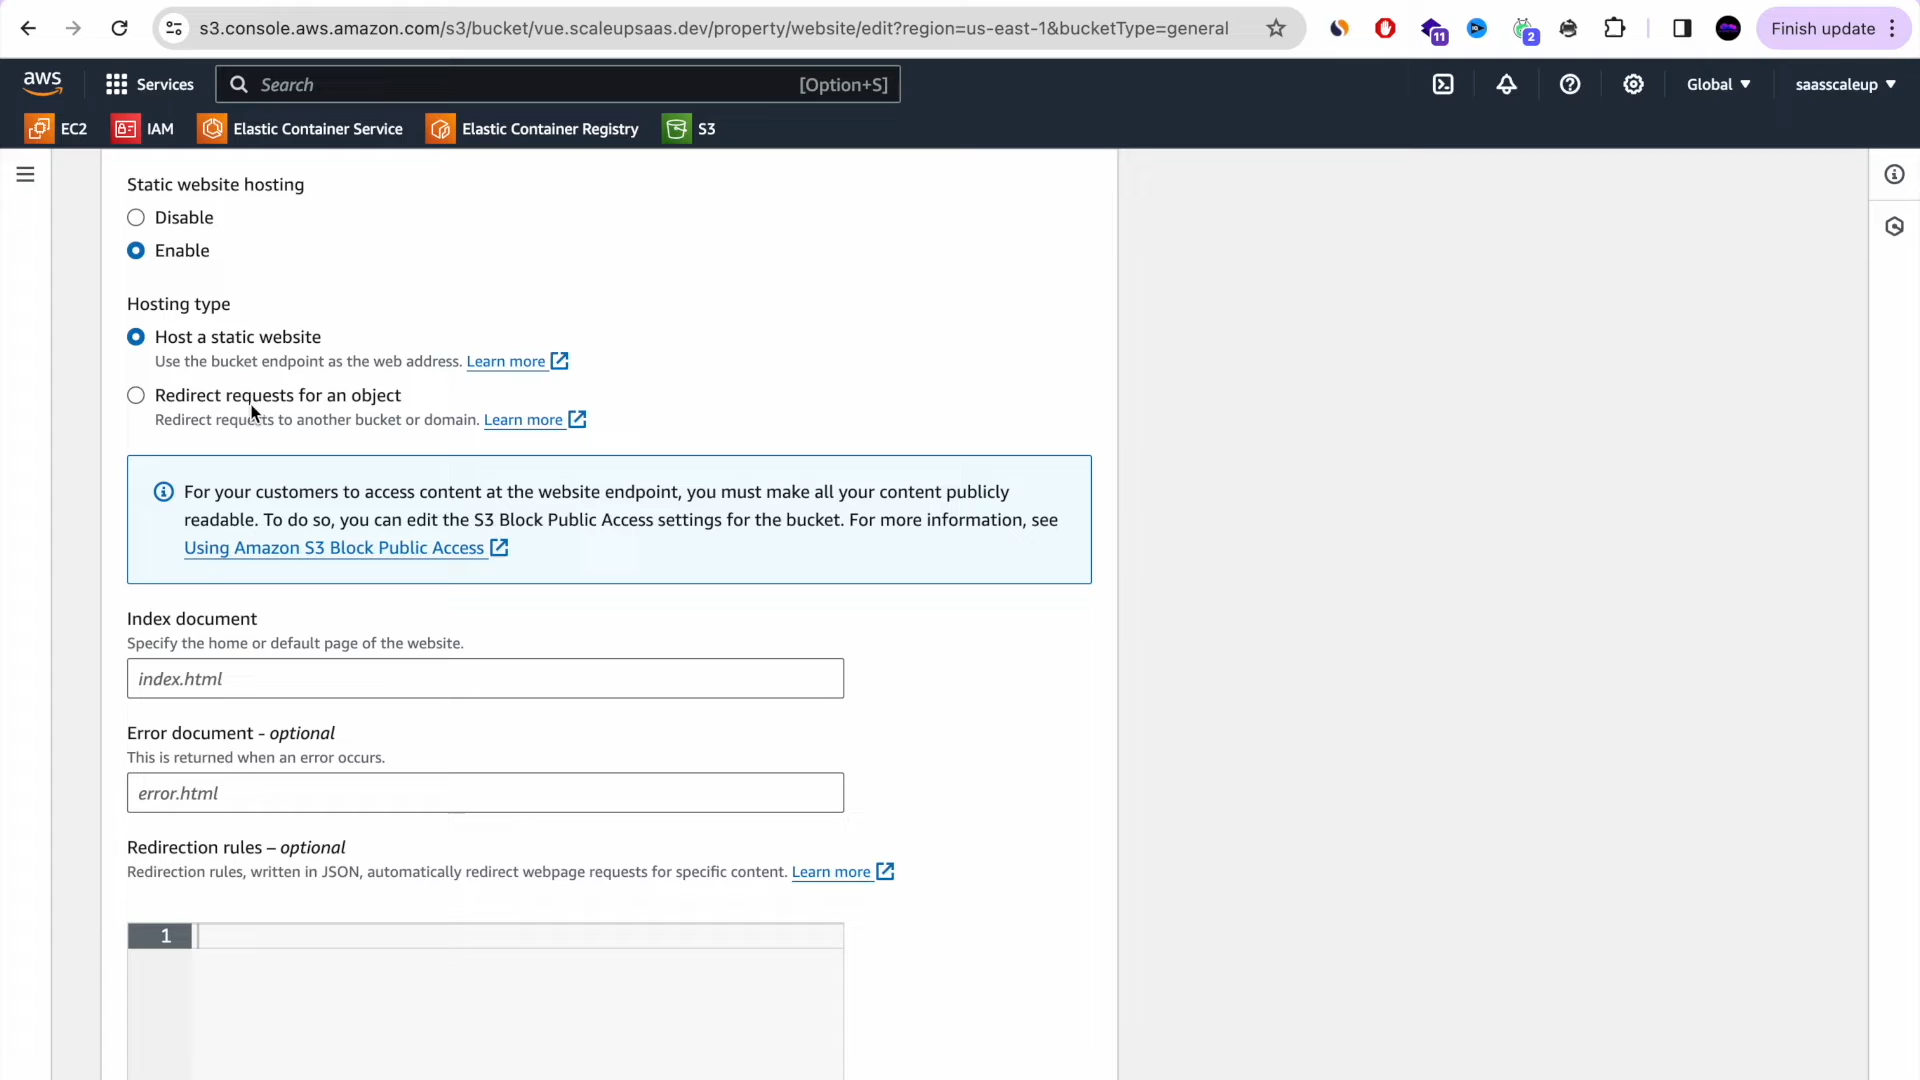 s3.console.aws.amazon.com/s3/bucket/vue.scaleupsaas.dev/property/website/edit?region=us-east-1&bucketType=general
11
2
Finish update
aws
Services
Search
[Option+S]
Global
saasscaleup
EC2
IAM
Elastic Container Service
Elastic Container Registry
S3
Static website hosting
Disable
Enable
Hosting type
Host a static website
Use the bucket endpoint as the web address. Learn more
Redirect requests for an object
Redirect requests to another bucket or domain. Learn more
For your customers to access content at the website endpoint, you must make all your content publicly
readable. To do so, you can edit the S3 Block Public Access settings for the bucket. For more information, see
Using Amazon S3 Block Public Access
Index document
Specify the home or default page of the website.
index.html
Error document - optional
This is returned when an error occurs.
error.html
Redirection rules – optional
Redirection rules, written in JSON, automatically redirect webpage requests for specific content. Learn more
1